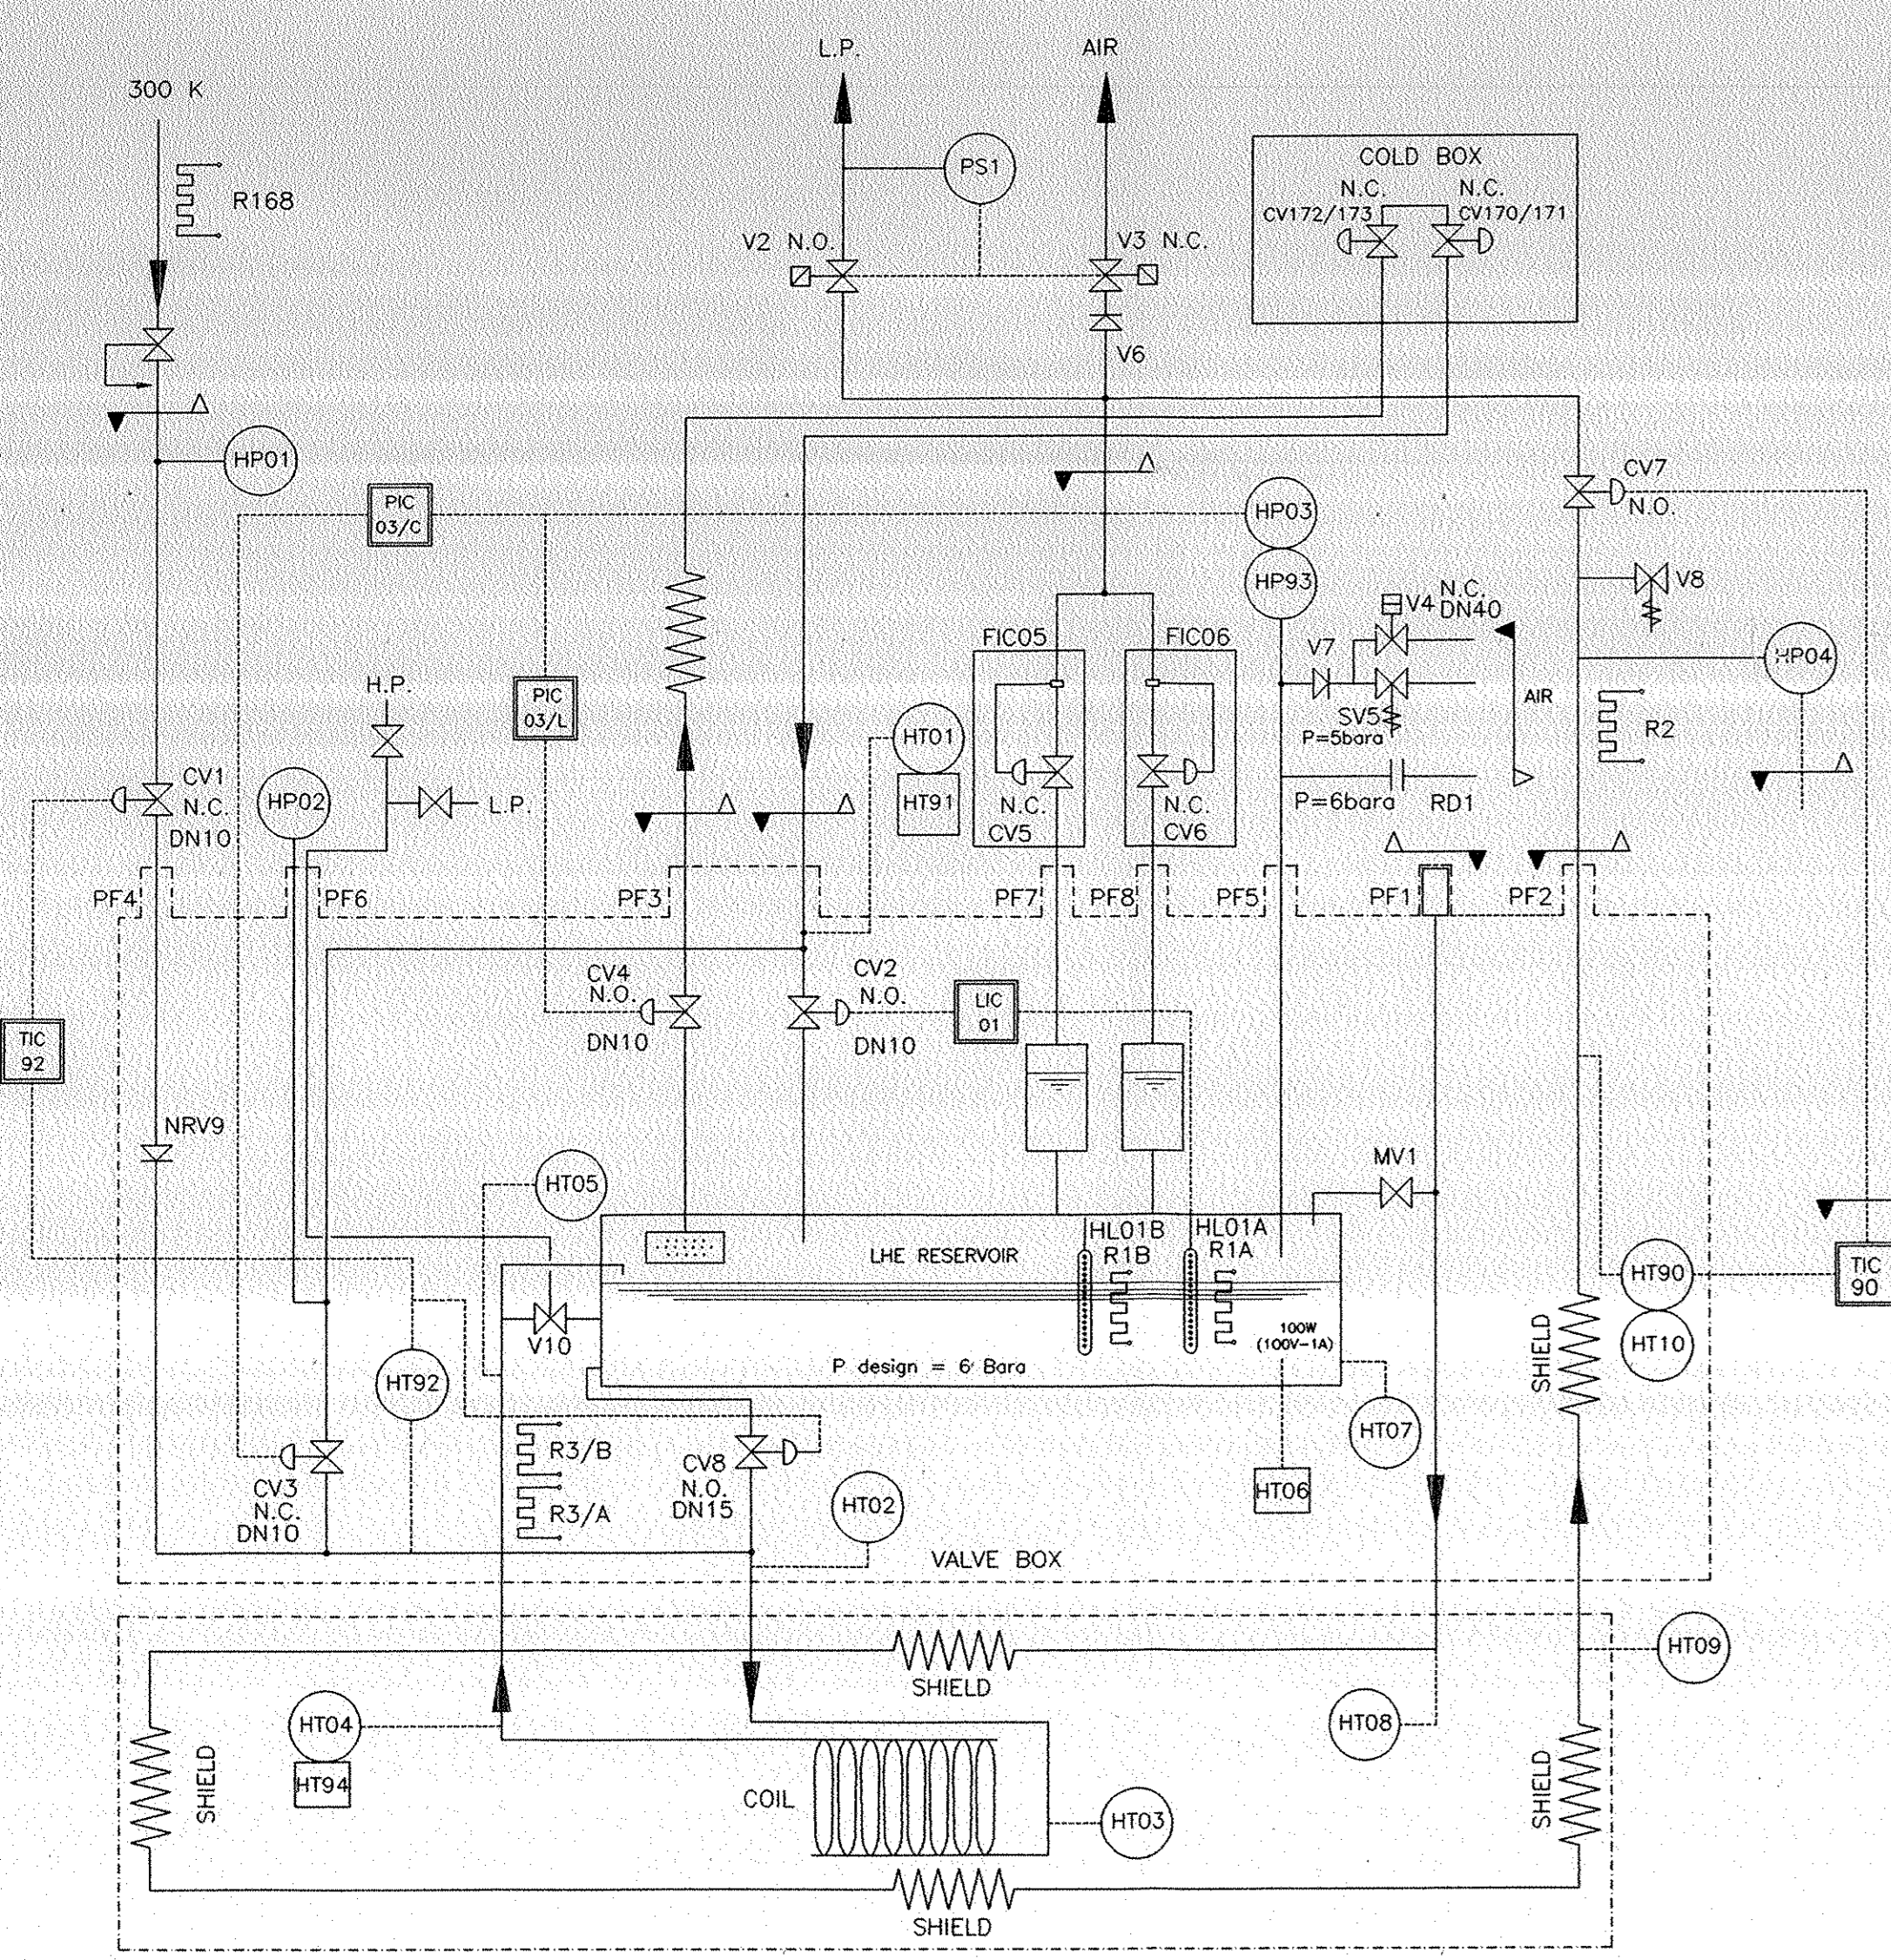 L.P.
AIR
300 K
R168
PS1
COLD BOX
N.C.
N.C.
CV172/173
CV170/171
V2 N.O.
V3 N.C.
V6
HP01
PIC
03/C
HP03
CV7
N.O.
HP93
V8
N.C.
V4
DN40
FIC05
FIC06
V7
HP04
H.P.
PIC
03/L
AIR
SV5
P=5bara
R2
HT01
HT91
CV1
N.C.
DN10
HP02
L.P.
N.C.
CV5
N.C.
CV6
P=6bara
RD1
PF4
PF6
PF3
PF7
PF8
PF5
PF1
PF2
CV4
N.O.
DN10
CV2
N.O.
DN10
LIC
01
TIC
92
NRV9
MV1
HT05
HL01B
R1B
HL01A
R1A
LHE RESERVOIR
HT90
TIC
90
V10
100W
(100V-1A)
HT10
SHIELD
P design = 6 Bara
HT92
HT07
R3/B
R3/A
CV8
N.O.
DN15
CV3
N.C.
DN10
HT02
HT06
VALVE BOX
HT09
SHIELD
HT04
HT94
HT08
SHIELD
COIL
HT03
SHIELD
SHIELD